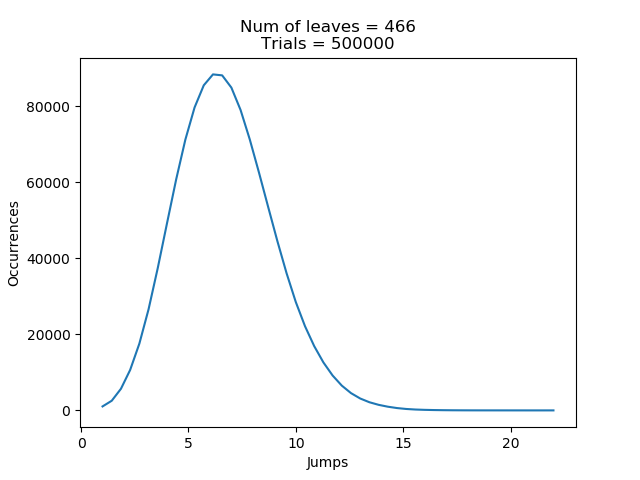 Num of leaves = 466
Trials = 500000
80000
60000
40000
20000
0
Occurrences
0 5 10 15 20
Jumps